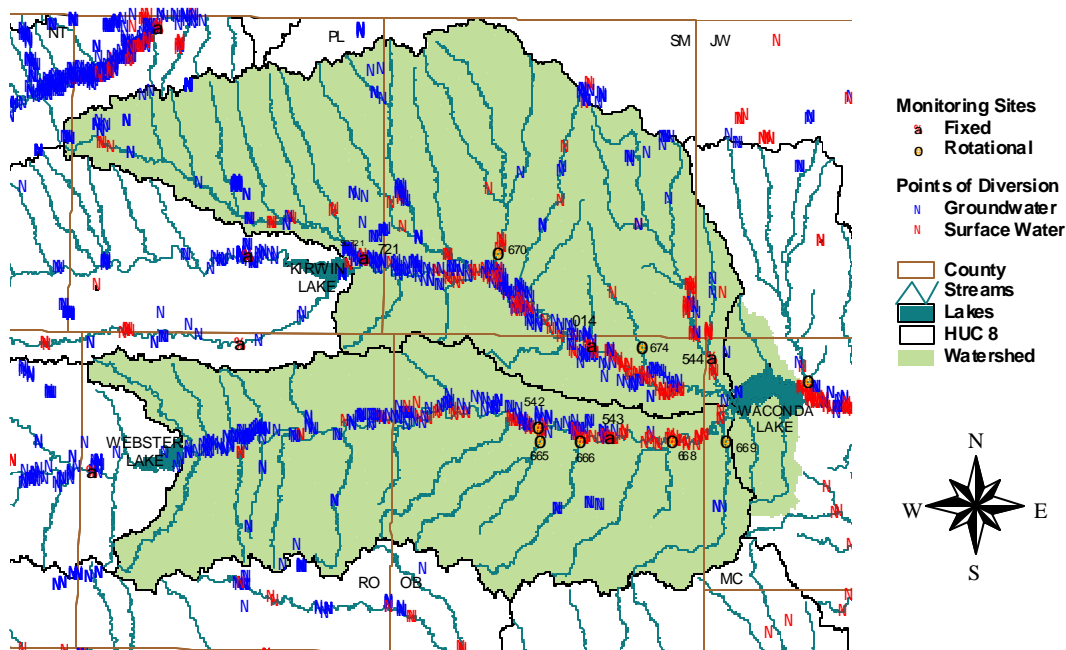 NT
PL
SM
JW
721
670
KIRWIN
LAKE
014
674
544
WACONDA
LAKE
542
543
WEBSTER
LAKE
665
666
668
669
RO
OB
MC
Monitoring Sites
a Fixed
Rotational
Points of Diversion
N Groundwater
N Surface Water
County
Streams
Lakes
HUC 8
Watershed
N
W
E
S